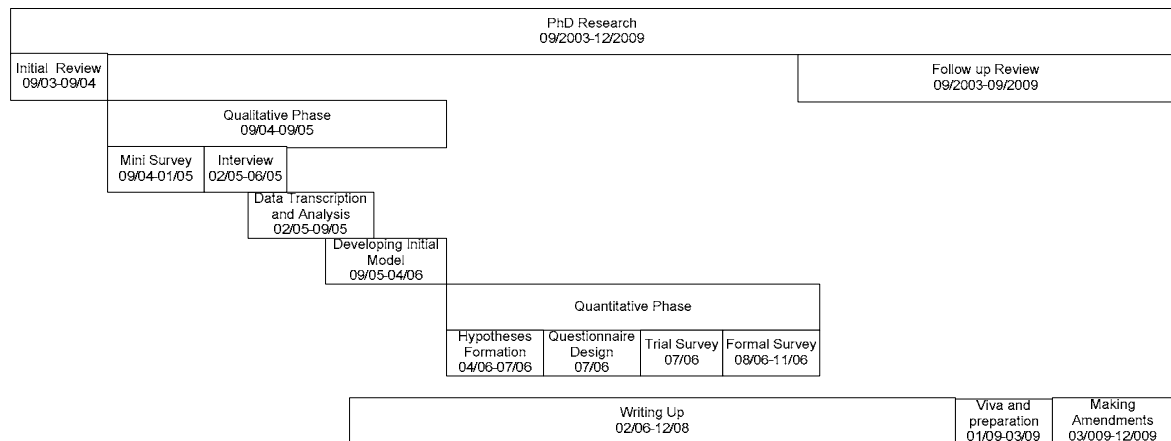 PhD Research
09/2003-12/2009
Initial Review
09/03-09/04
Follow up Review
09/2003-09/2009
Qualitative Phase
09/04-09/05
Mini Survey
09/04-01/05
Interview
02/05-06/05
Data Transcription
and Analysis
02/05-09/05
Developing Initial
Model
09/05-04/06
Quantitative Phase
Hypotheses
Formation
04/06-07/06
Questionnaire
Design
07/06
Trial Survey
07/06
Formal Survey
08/06-11/06
Writing Up
02/06-12/08
Viva and
preparation
01/09-03/09
Making
Amendments
03/009-12/009